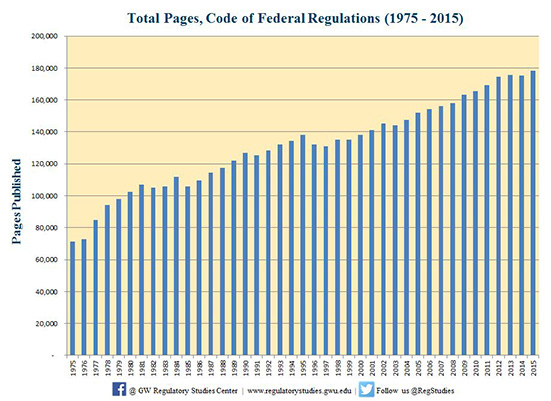 Total Pages, Code of Federal Regulations (1975 - 2015)
200,000
180,000
160,000
140,000
120,000
100,000
80,000
60,000
40,000
20,000
-
Pages Published
1975 1976 1977 1978 1979 1980 1981 1982 1983 1984 1985 1986 1987 1988 1989 1990 1991 1992 1993 1994 1995 1996 1997 1998 1999 2000 2001 2002 2003 2004 2005 2006 2007 2008 2009 2010 2011 2012 2013 2014 2015
@ GW Regulatory Studies Center | www.regulatorystudies.gwu.edu | Follow us @RegStudies